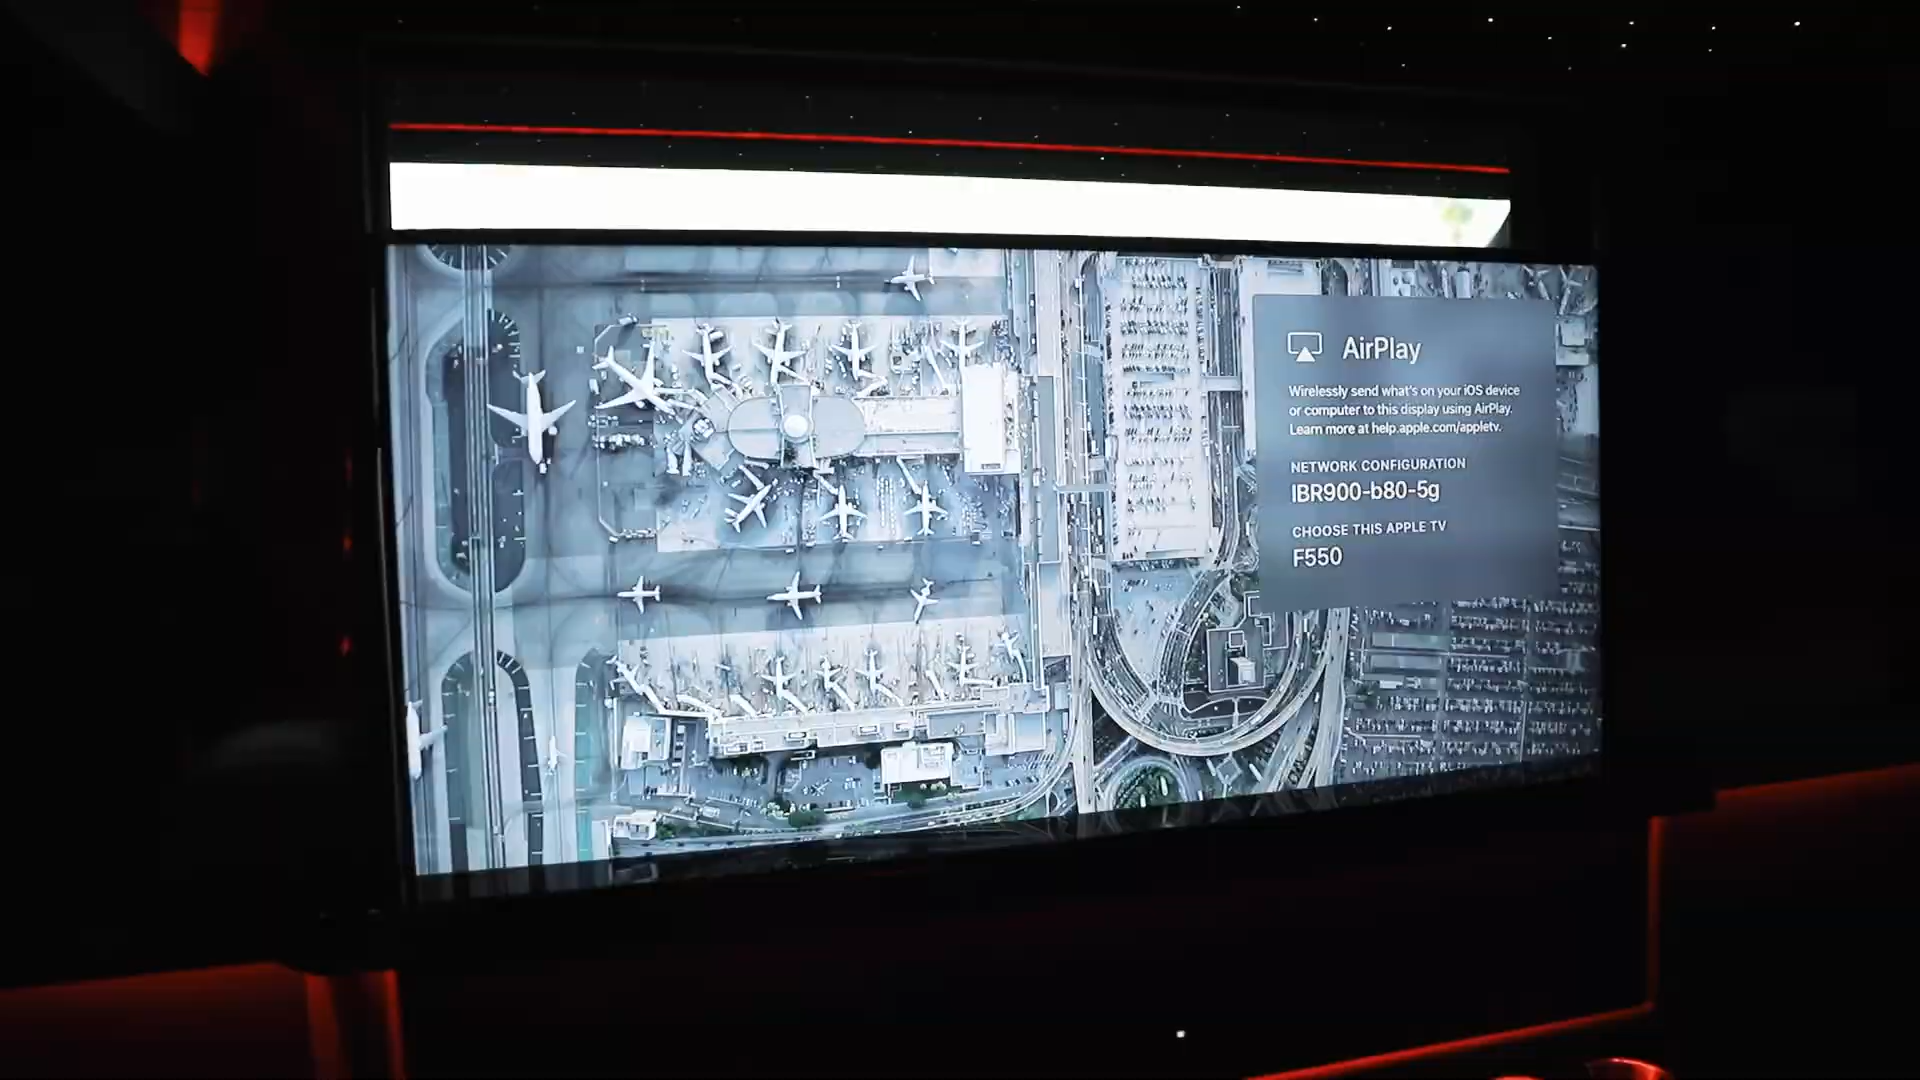 AirPlay
Wirelessly send what's on your iOS device
or computer to this display using AirPlay.
Learn more at help.apple.com/appletv.
NETWORK CONFIGURATION
IBR900-b80-5g
CHOOSE THIS APPLE TV
F550